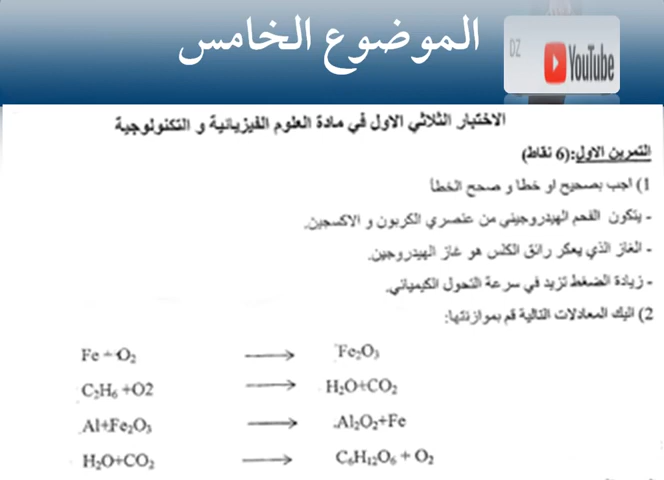 الموضوع الخامس
DZ
YouTube
الاختبار الثلاثي الاول في مادة العلوم الفيزيائية و التكنولوجية
التمرين الاول:(6 نقاط)
1) اجب بصحيح او خطا و صحح الخطأ
- يتكون الفحم الهيدروجيني من عنصري الكربون و الاكسجين.
- الغاز الذي يعكر رائق الكلس هو غاز الهيدروجين.
- زيادة الضغط تزيد في سرعة التحول الكيميائي.
2) اليك المعادلات التالية قم بموازنتها:
Fe + O₂ ⟶ Fe₂O₃
C₂H₆ +O2 ⟶ H₂O+CO₂
Al+Fe₂O₃ ⟶ Al₂O₂+Fe
H₂O+CO₂ ⟶ C₆H₁₂O₆ + O₂